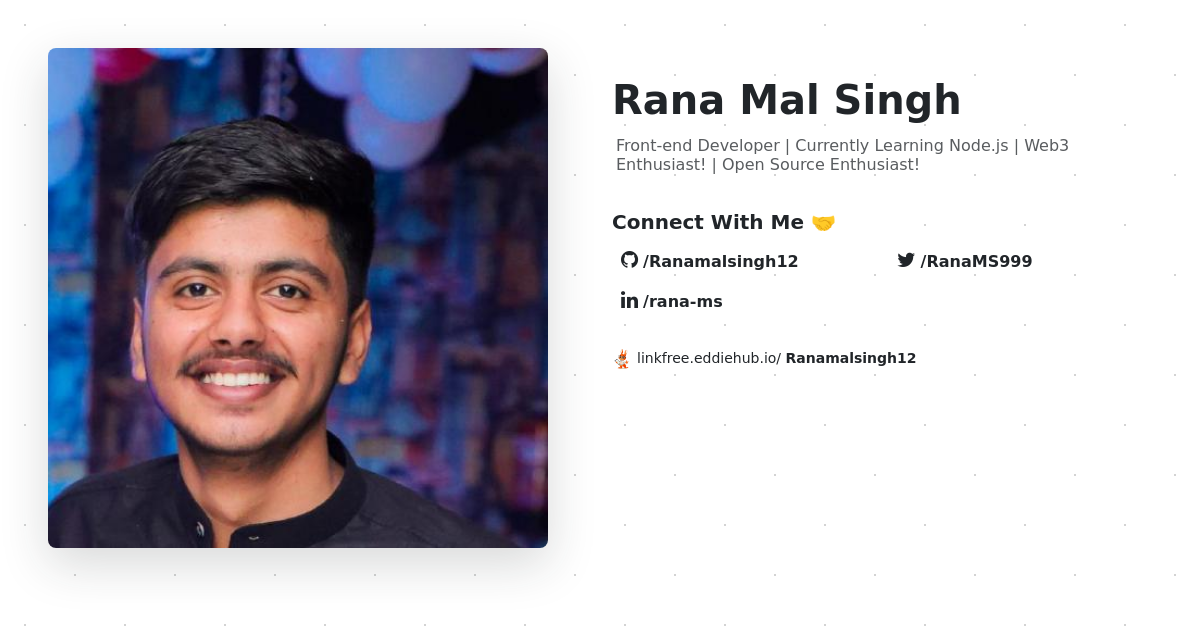 Rana Mal Singh
Front-end Developer | Currently Learning Node.js | Web3
Enthusiast! | Open Source Enthusiast!
Connect With Me 🤝
/Ranamalsingh12
/RanaMS999
/rana-ms
linkfree.eddiehub.io/ Ranamalsingh12